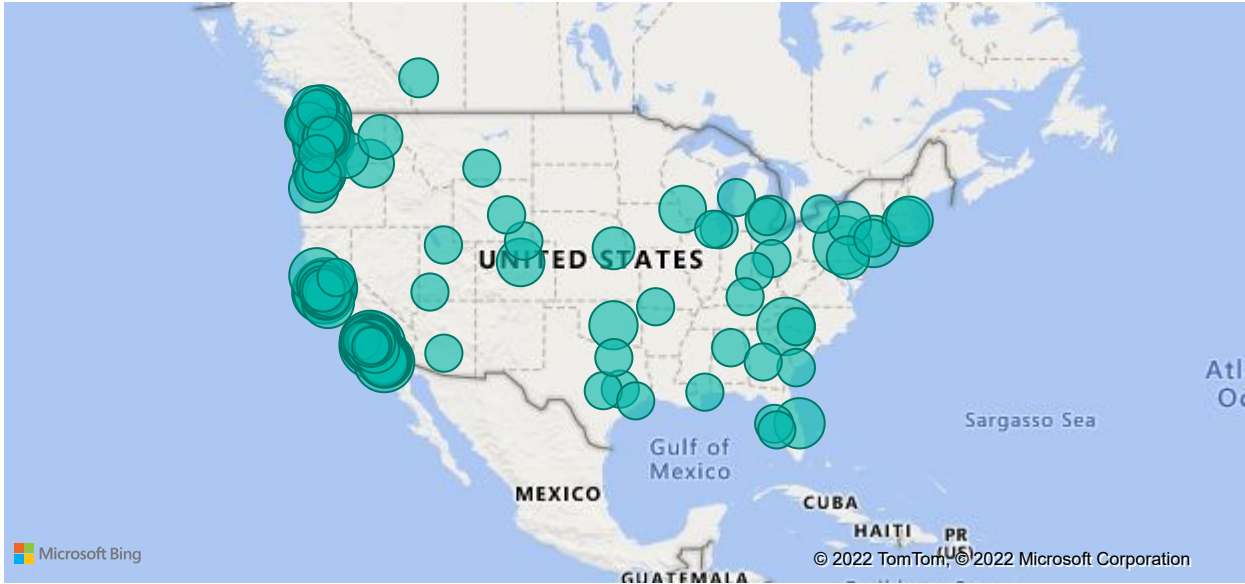 UNITED STATES
Atl
Oc
Sargasso Sea
Gulf of
Mexico
MEXICO
CUBA
HAITI
PR
(US)
Microsoft Bing
© 2022 TomTom, © 2022 Microsoft Corporation
GUATEMALA